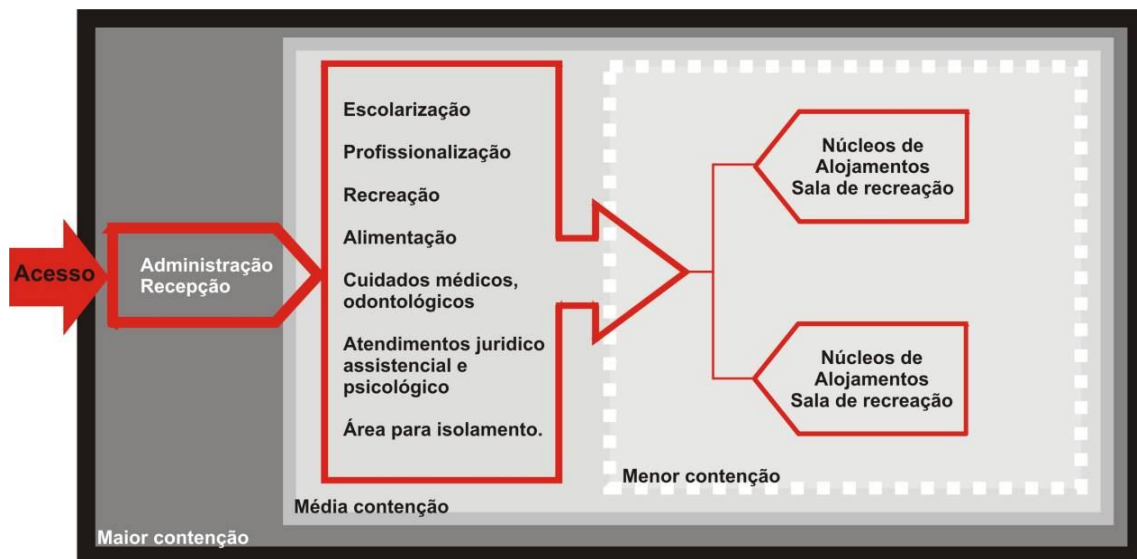 Acesso
Administração
Recepção
Escolarização
Profissionalização
Recreação
Alimentação
Cuidados médicos,
odontológicos
Atendimentos juridico
assistencial e
psicológico
Área para isolamento.
Núcleos de
Alojamentos
Sala de recreação
Núcleos de
Alojamentos
Sala de recreação
Menor contenção
Média contenção
Maior contenção